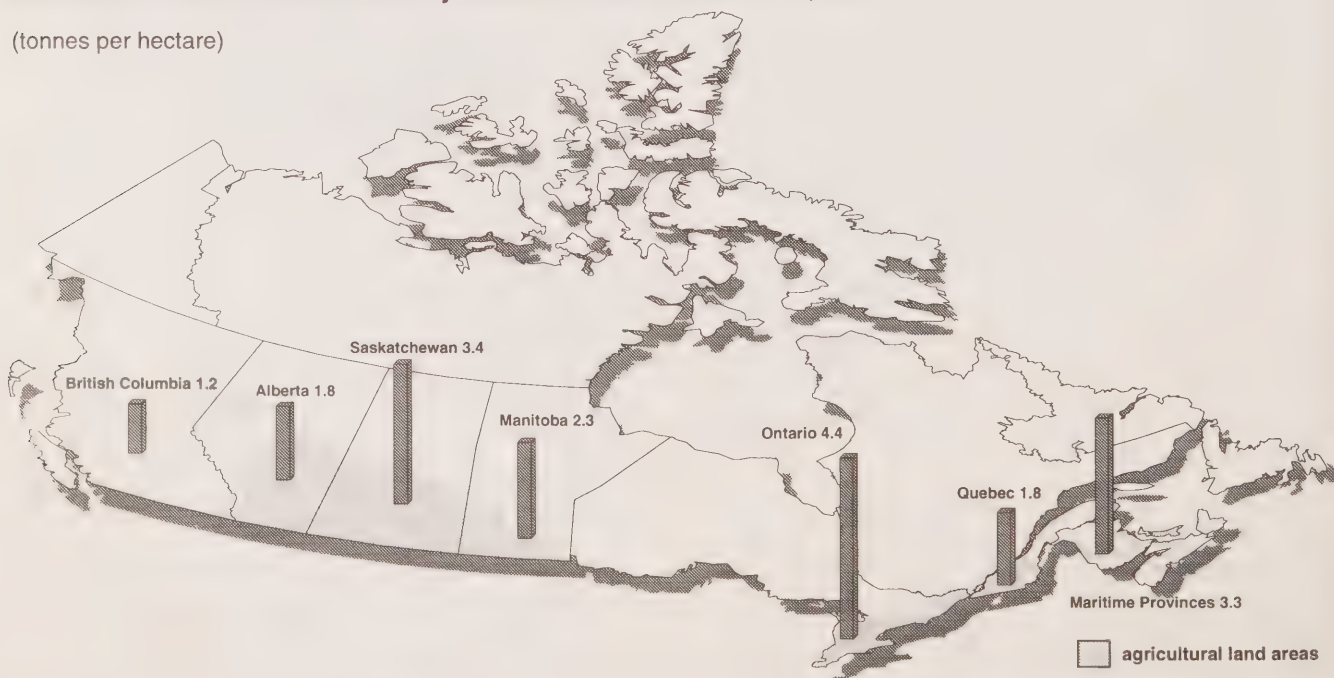 (tonnes per hectare)
Saskatchewan 3.4
British Columbia 1.2
Alberta 1.8
Manitoba 2.3
Ontario 4.4
Quebec 1.8
Maritime Provinces 3.3
agricultural land areas